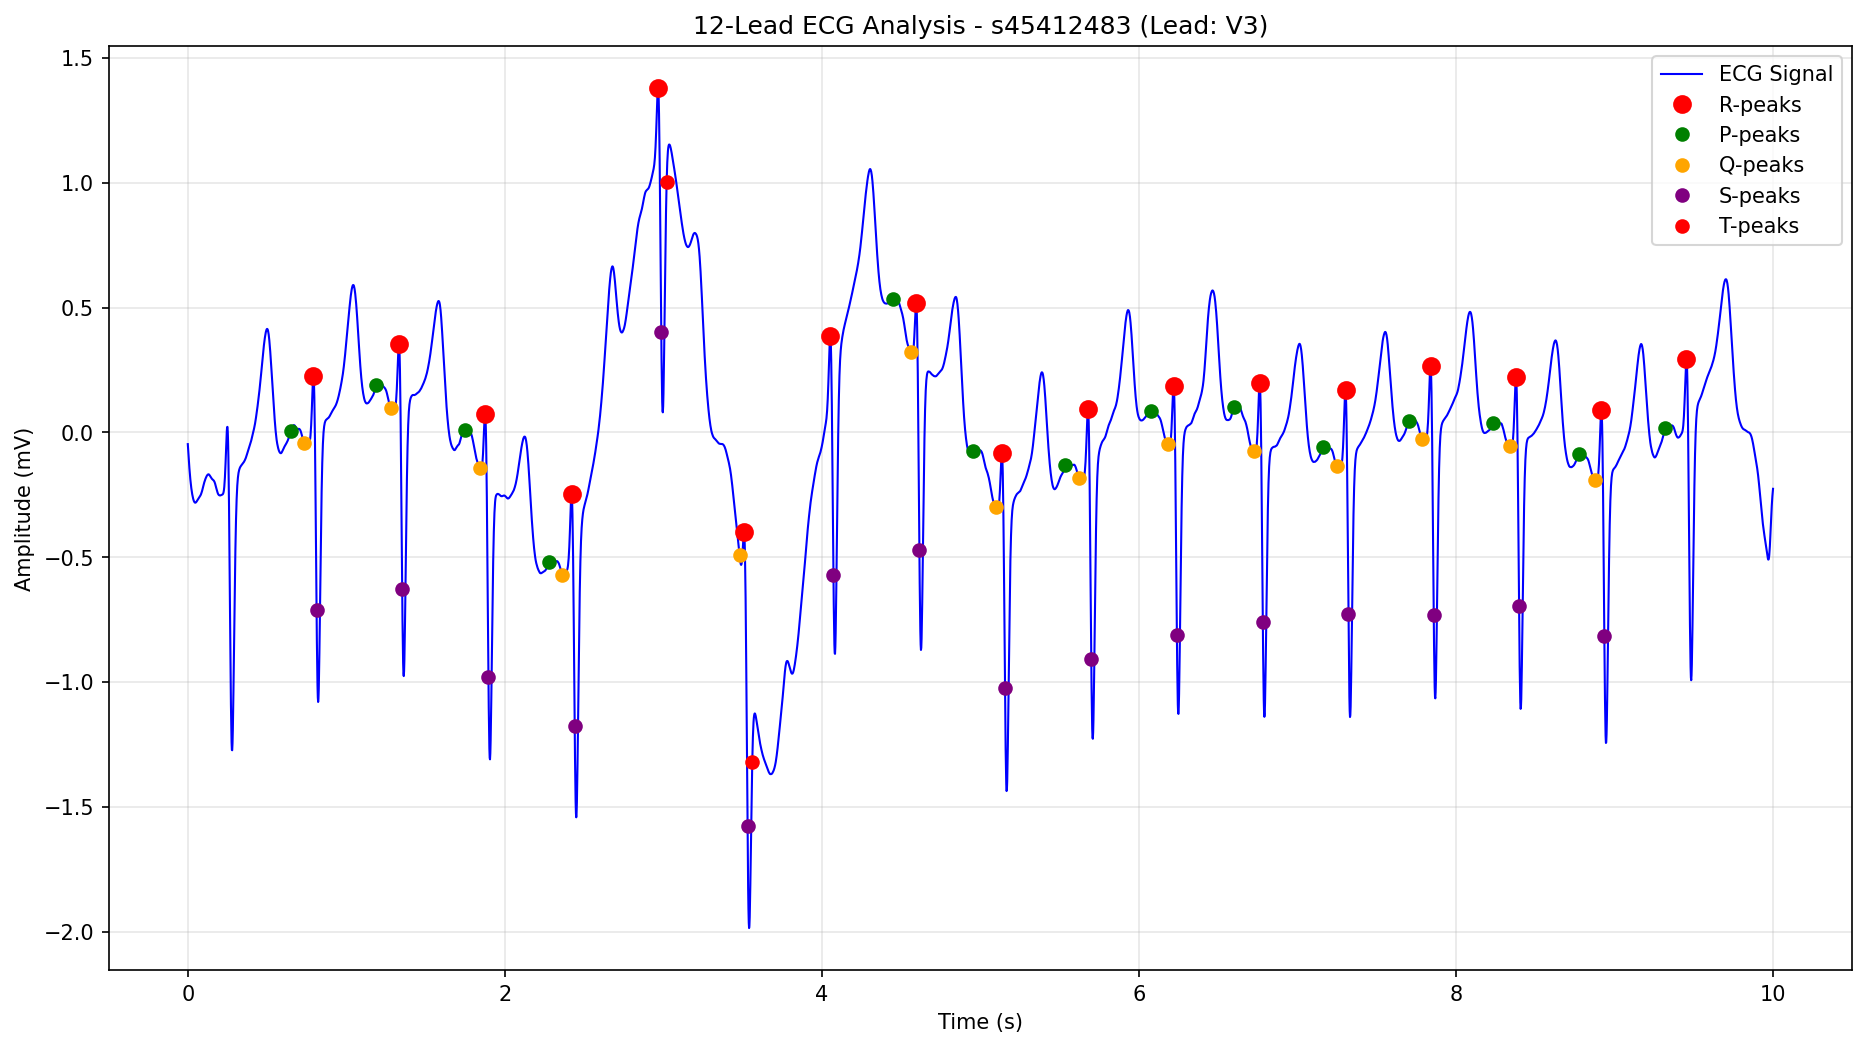 12-Lead ECG Analysis - s45412483 (Lead: V3)
ECG Signal
R-peaks
P-peaks
Q-peaks
S-peaks
T-peaks
Amplitude (mV)
1.5
1.0
0.5
0.0
−0.5
−1.0
−1.5
−2.0
0 2 4 6 8 10
Time (s)